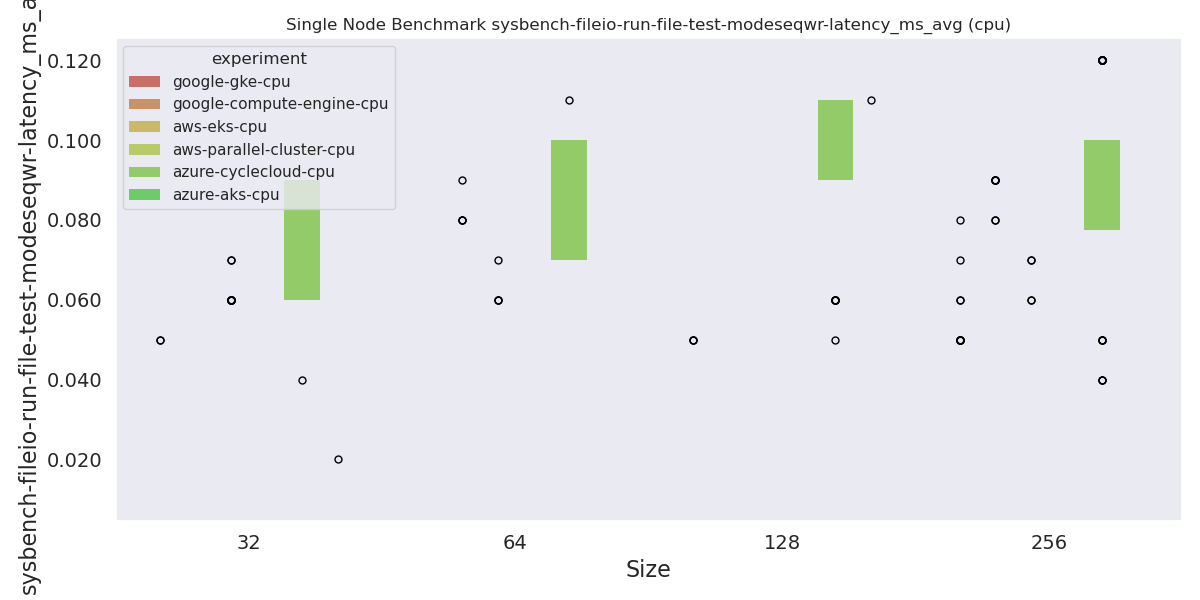 Single Node Benchmark sysbench-fileio-run-file-test-modeseqwr-latency_ms_avg (cpu)
sysbench-fileio-run-file-test-modeseqwr-latency_ms_a
0.120
0.100
0.080
0.060
0.040
0.020
experiment
google-gke-cpu
google-compute-engine-cpu
aws-eks-cpu
aws-parallel-cluster-cpu
azure-cyclecloud-cpu
azure-aks-cpu
32
64
128
256
Size